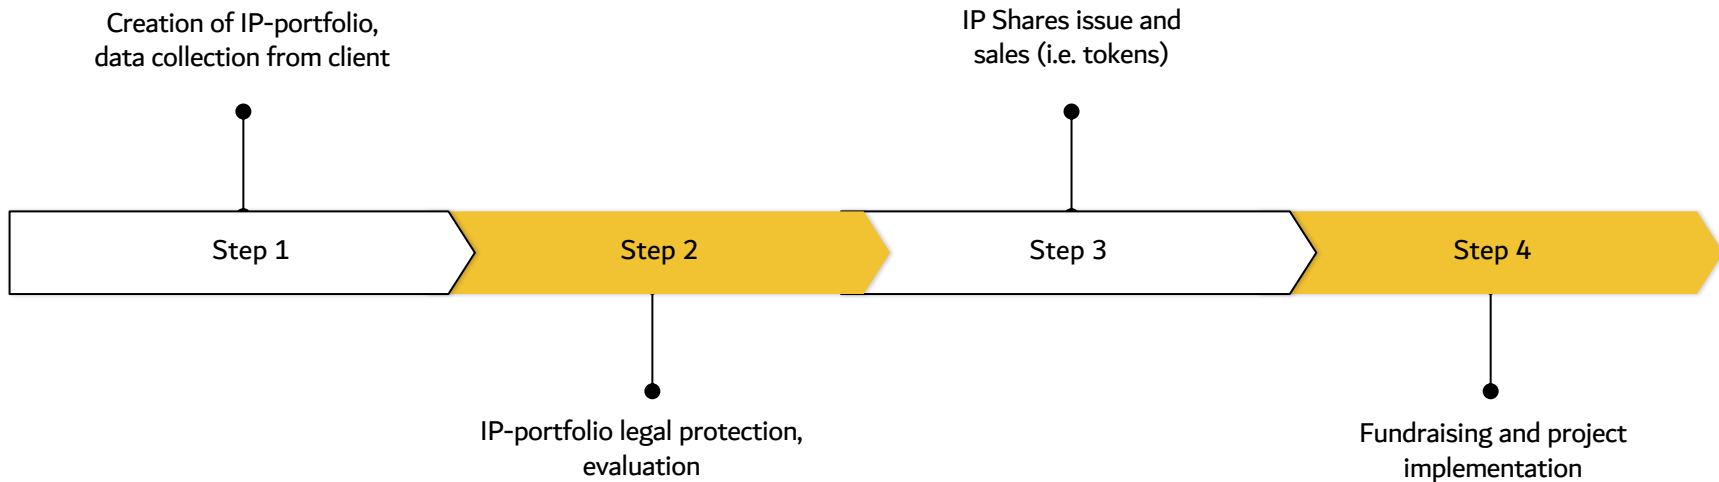 Creation of IP-portfolio,
data collection from client
IP Shares issue and
sales (i.e. tokens)
Step 1
Step 2
Step 3
Step 4
IP-portfolio legal protection,
evaluation
Fundraising and project
implementation